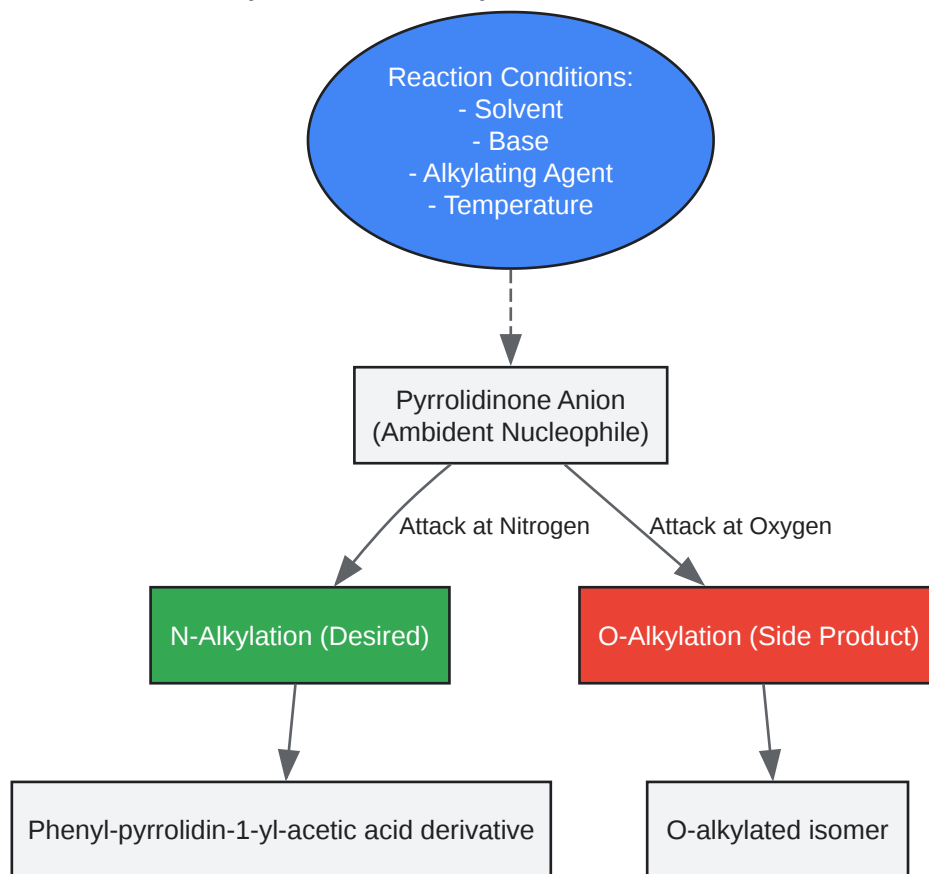 Reaction Conditions:
- Solvent
- Base
- Alkylating Agent
- Temperature
Pyrrolidinone Anion
(Ambident Nucleophile)
Attack at Nitrogen
Attack at Oxygen
N-Alkylation (Desired)
O-Alkylation (Side Product)
Phenyl-pyrrolidin-1-yl-acetic acid derivative
O-alkylated isomer